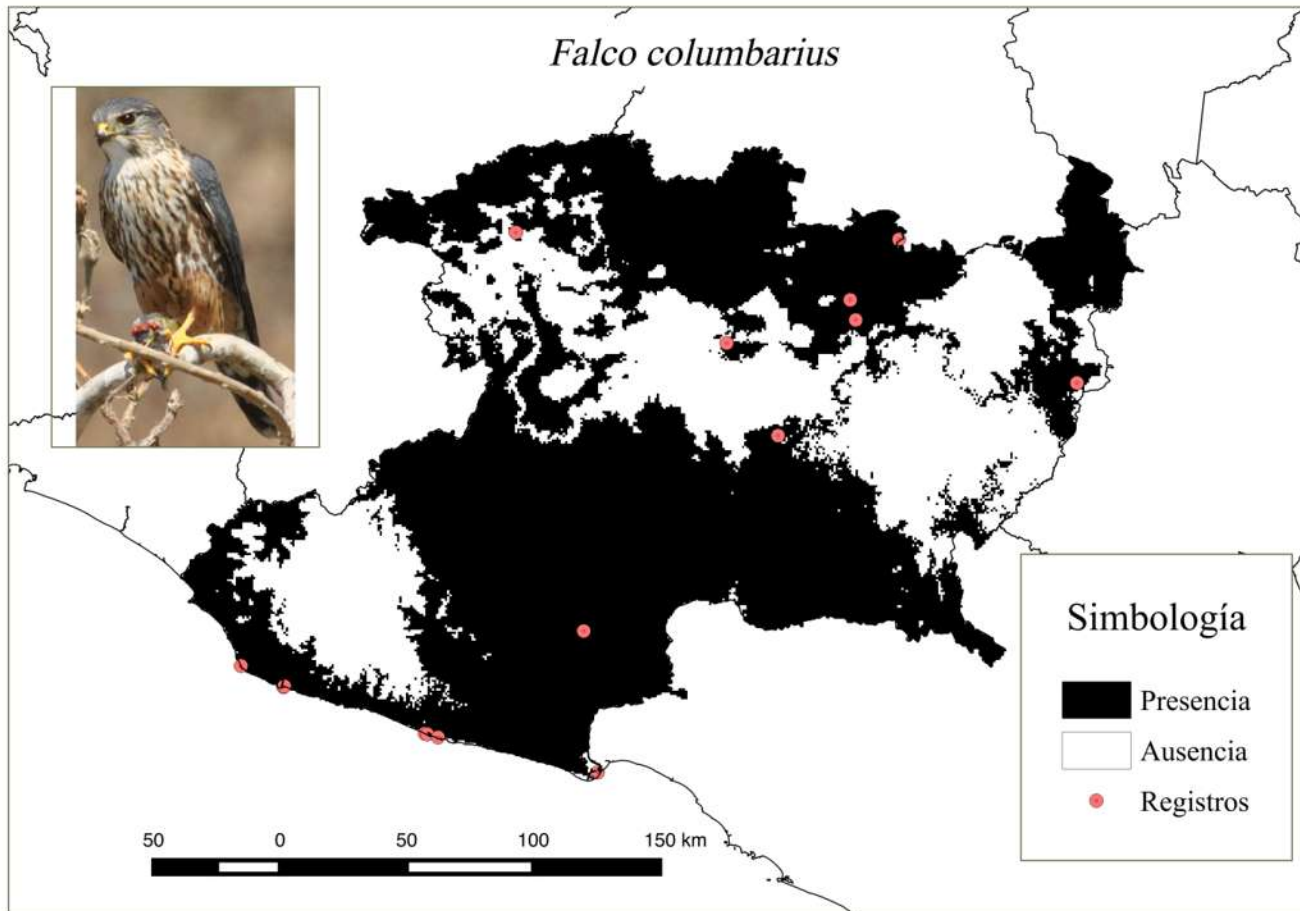 Falco columbarius
Simbología
Presencia
Ausencia
Registros
50 0 50 100 150 km